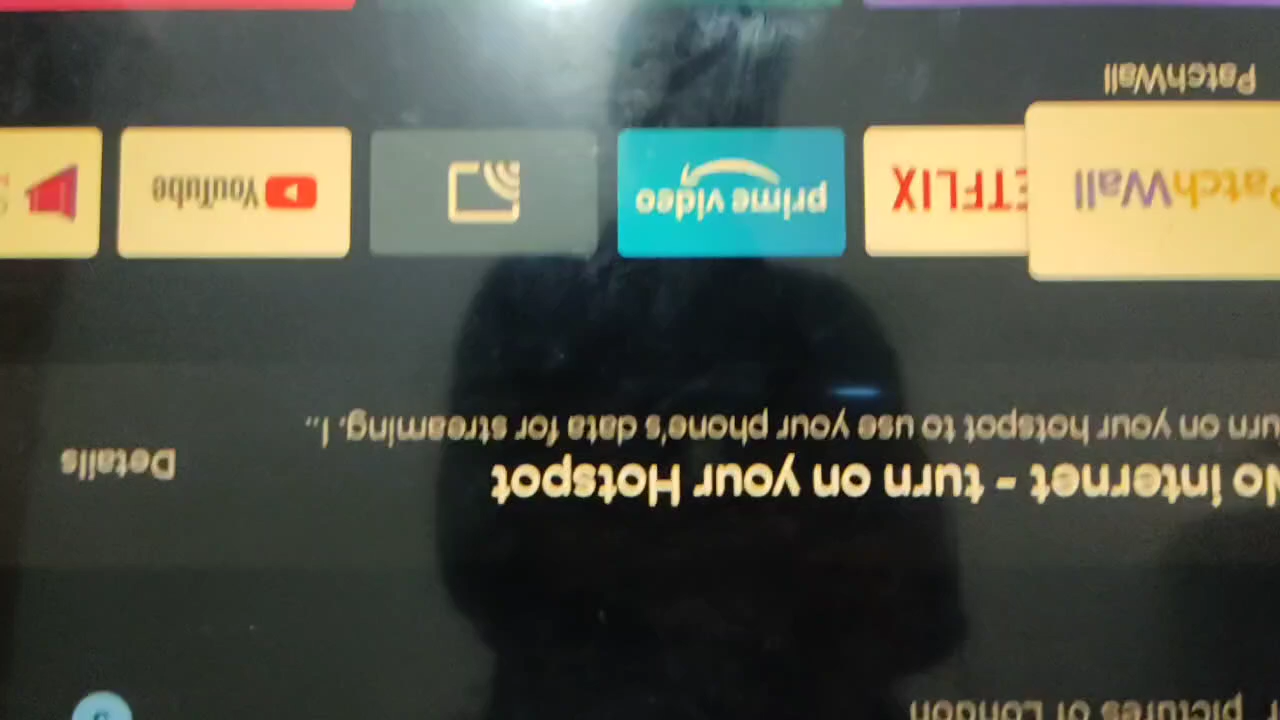 pictures of London
No internet - turn on your Hotspot
urn on your hotspot to use your phone's data for streaming. I...
Details
PatchWall
ETFLIX
prime video
YouTube
PatchWall